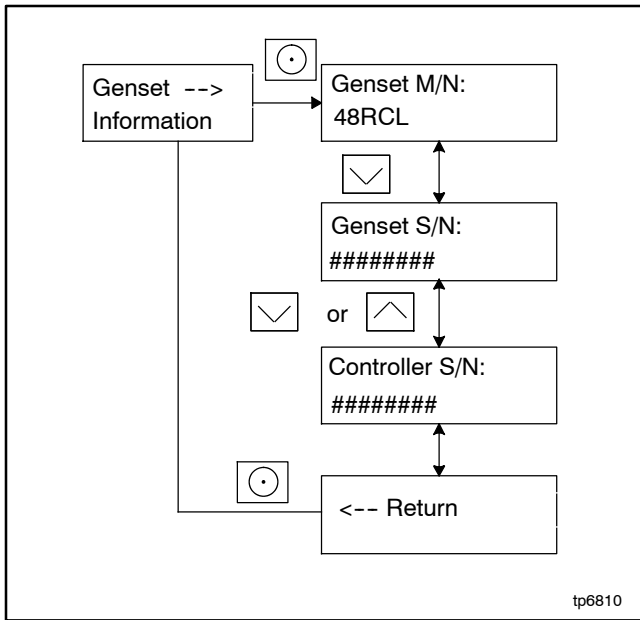 Genset -->
Information
Genset M/N:
48RCL
Genset S/N:
########
or
Controller S/N:
########
<-- Return
tp6810